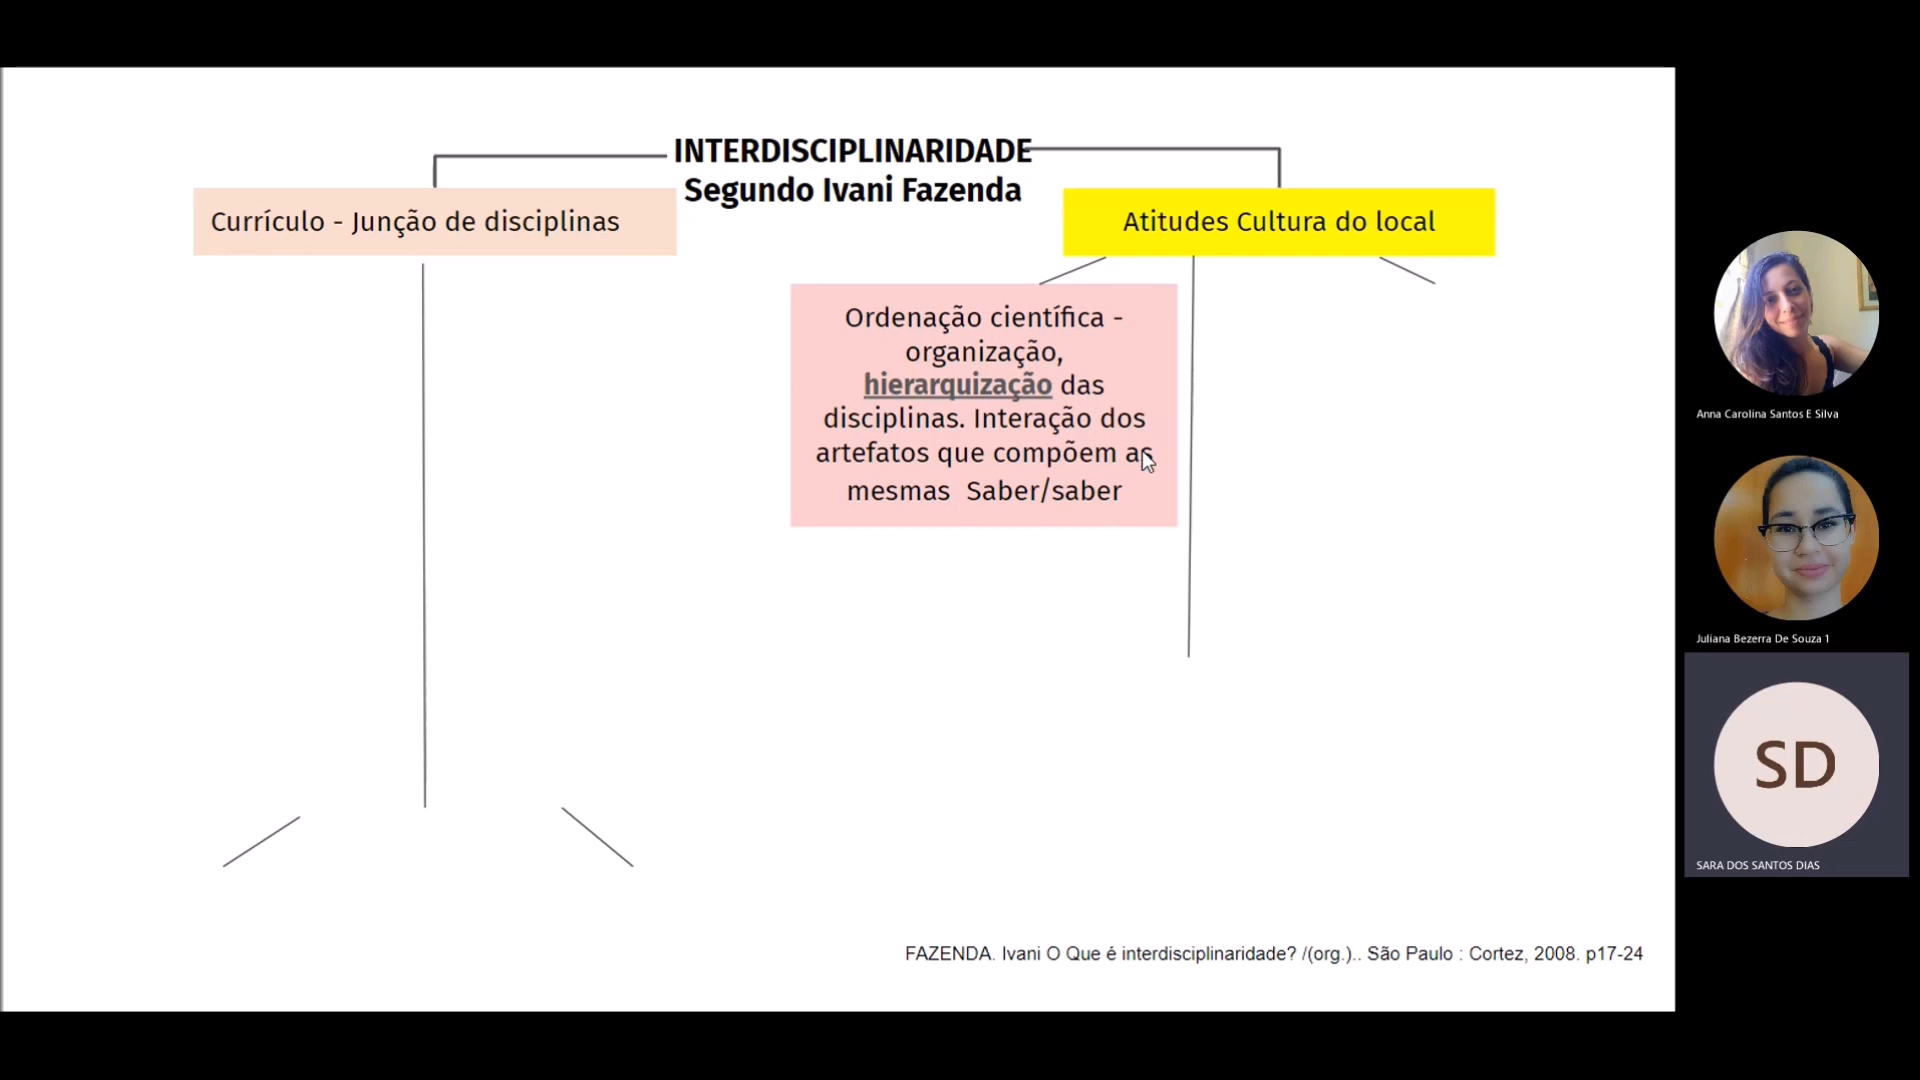 INTERDISCIPLINARIDADE
Segundo Ivani Fazenda
Currículo - Junção de disciplinas
Atitudes Cultura do local
Ordenação científica -
organização,
hierarquização das
disciplinas. Interação dos
artefatos que compõem as
mesmas Saber/saber
FAZENDA. Ivani O Que é interdisciplinaridade? /(org.).. São Paulo : Cortez, 2008. p17-24
Anna Carolina Santos E Silva
Juliana Bezerra De Souza 1
SD
SARA DOS SANTOS DIAS